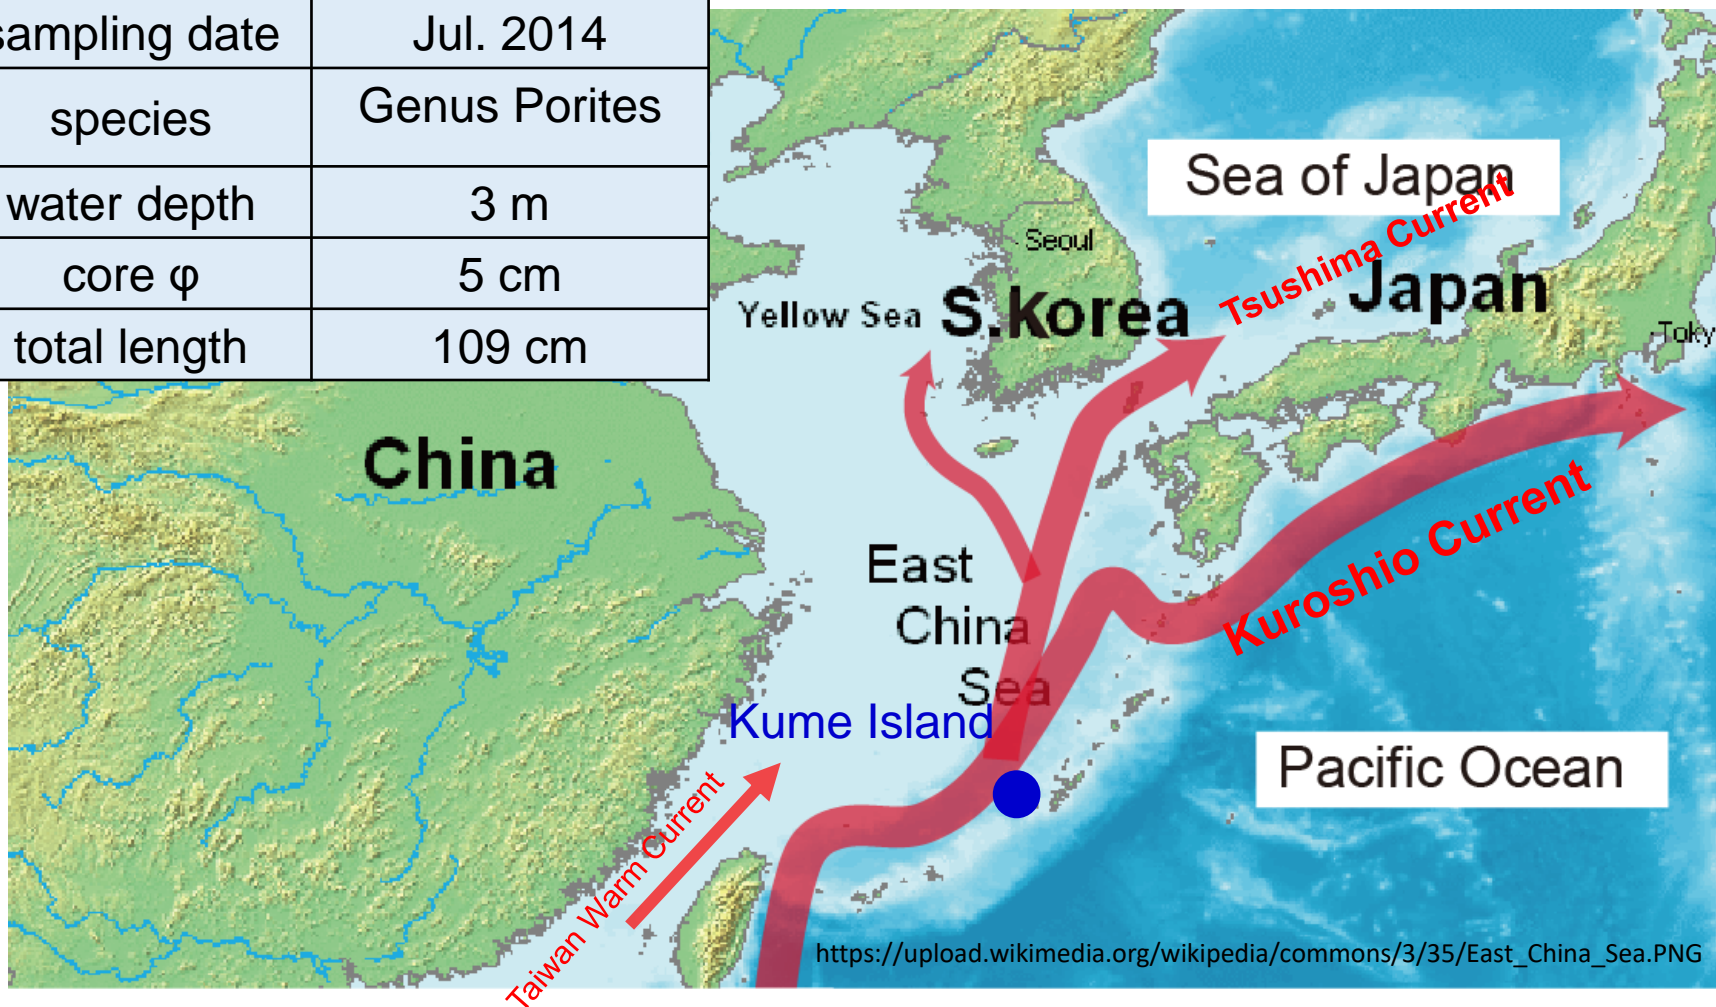 sampling date Jul. 2014
species Genus Porites
water depth 3 m
core φ 5 cm
total length 109 cm
Sea of Japan
Tsushima Current
Seoul
Yellow Sea
S.Korea
Japan
China
Kuroshio Current
East
China
Sea
Kume Island
Pacific Ocean
Taiwan Warm Current
https://upload.wikimedia.org/wikipedia/commons/3/35/East_China_Sea.PNG